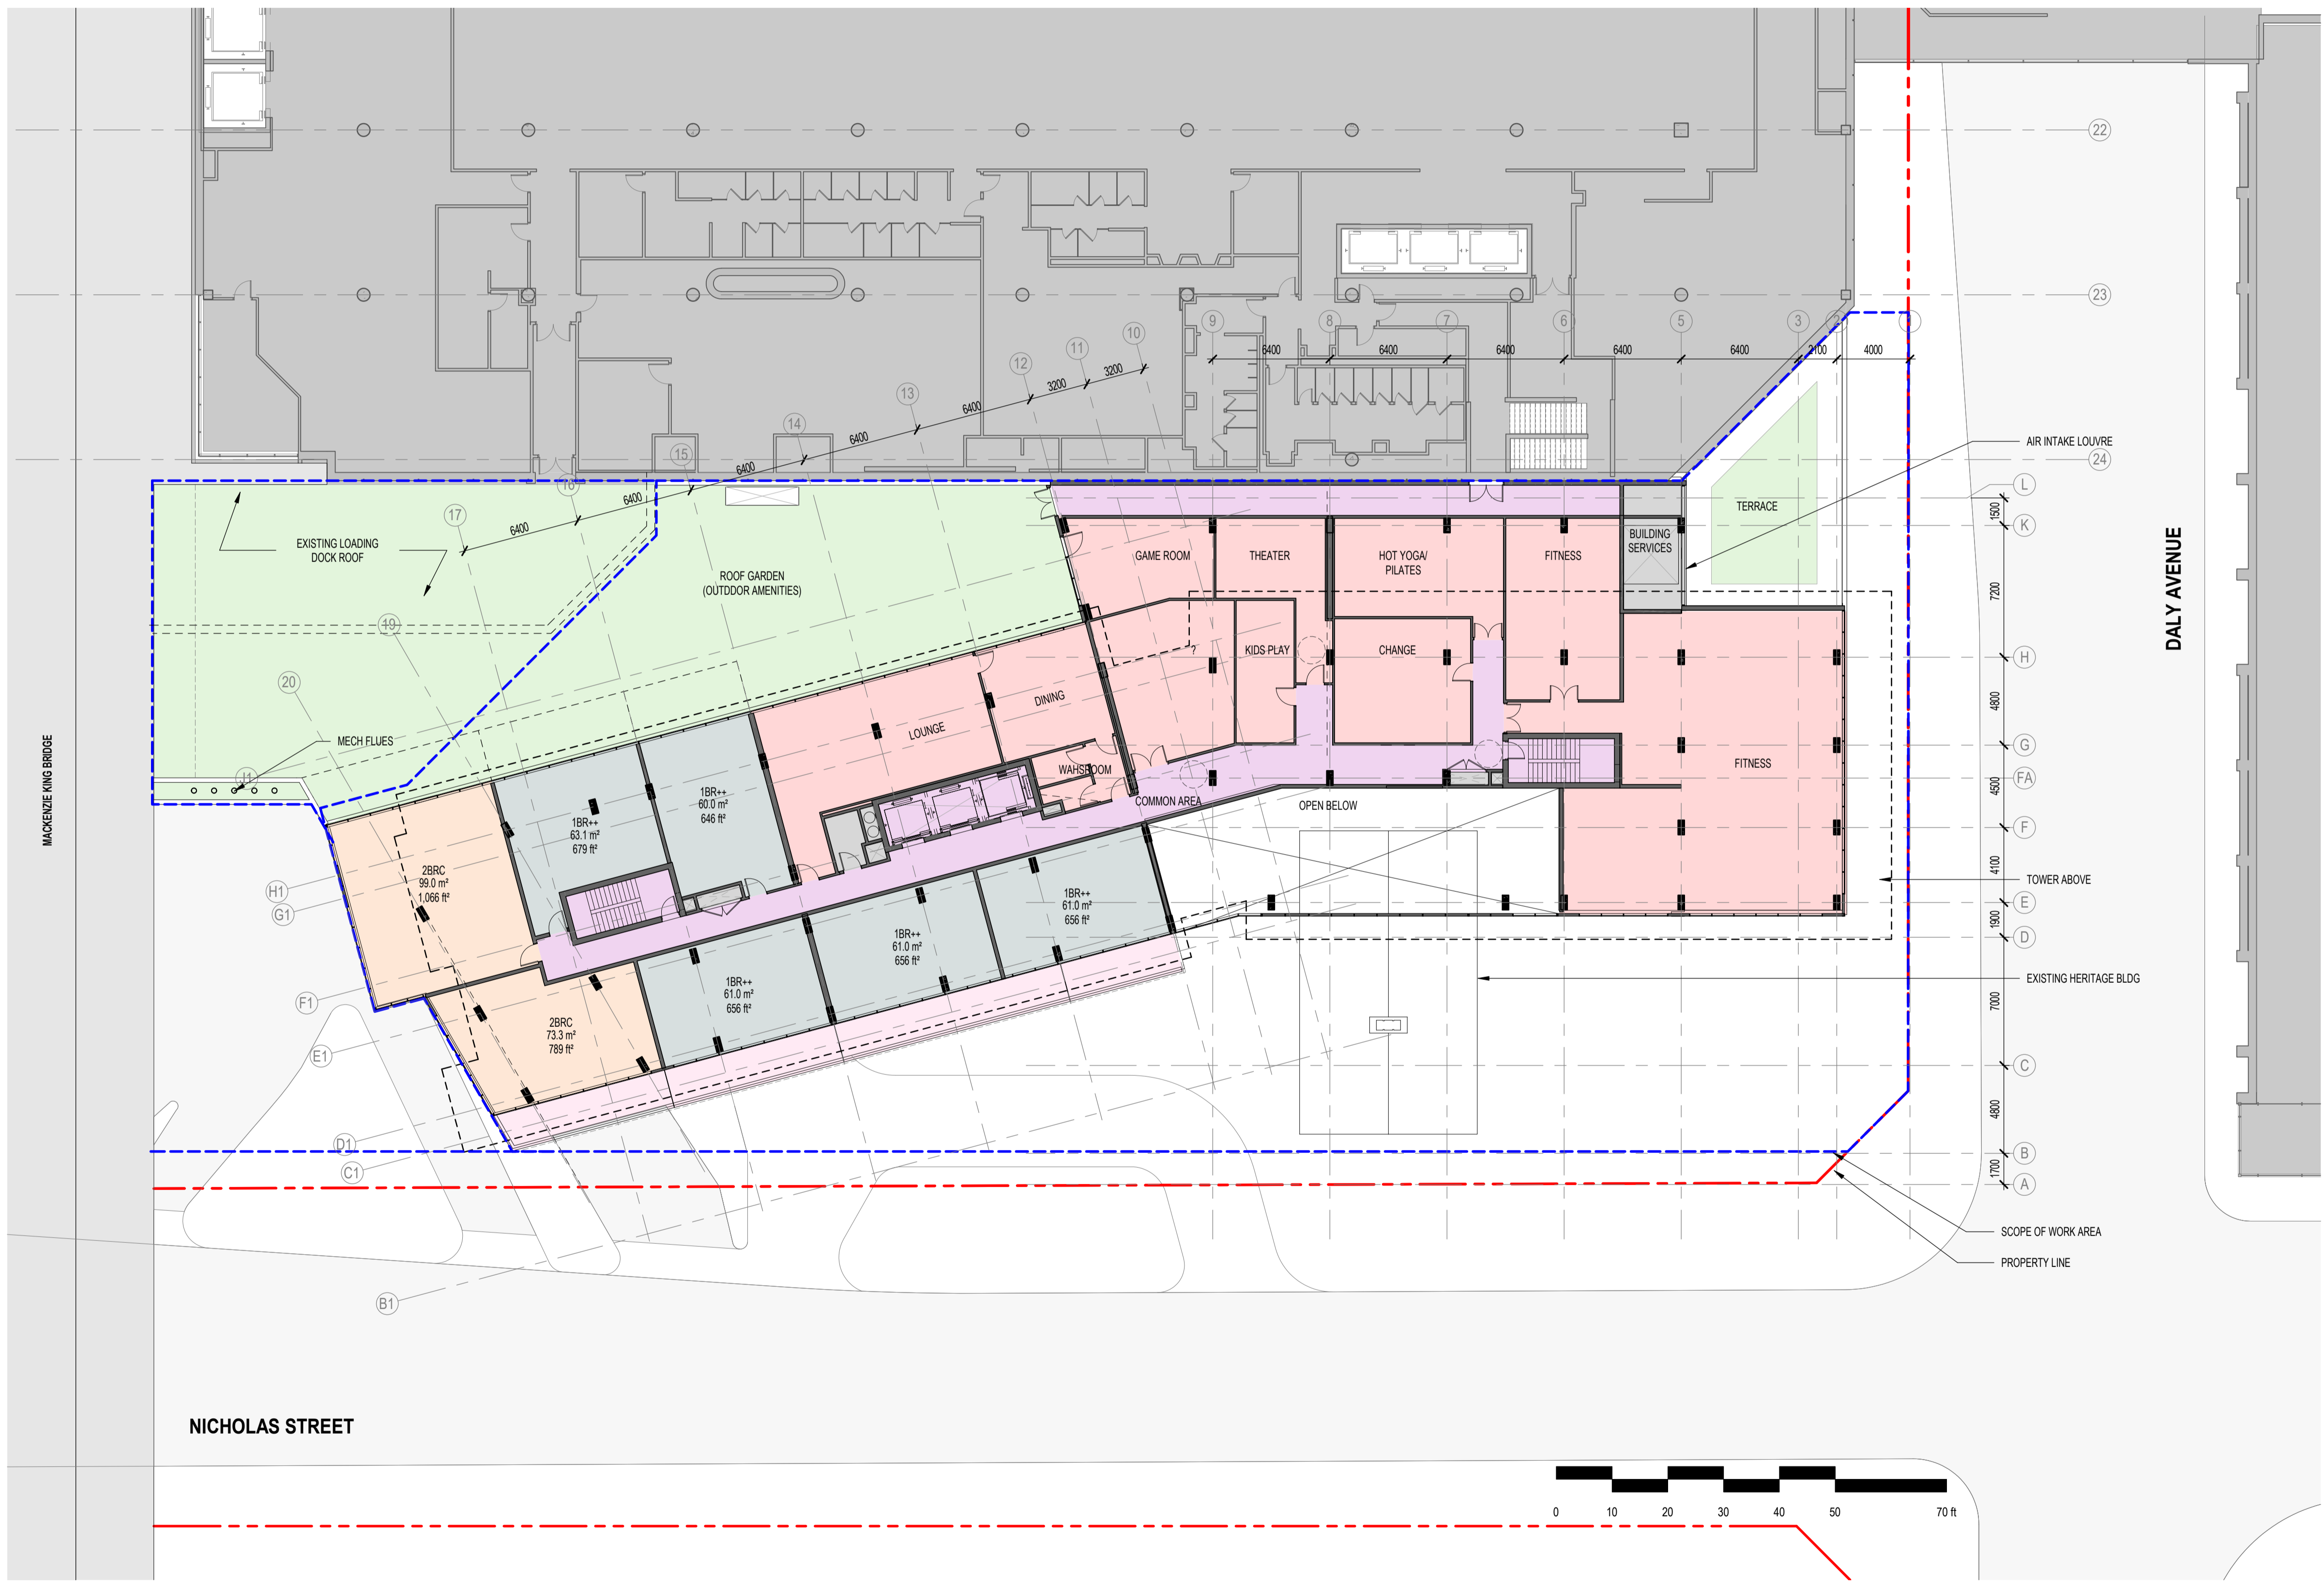 22
23
9
8
7
6
5
3
2
10
11
12
13
14
15
16
17
19
20
6400
6400
6400
6400
6400
2100
4000
3200
3200
6400
6400
6400
6400
6400
AIR INTAKE LOUVRE
24
L
K
H
G
FA
F
E
D
C
B
A
1500
7200
4800
4500
4100
1900
7000
4800
1700
TERRACE
DALY AVENUE
EXISTING LOADING
DOCK ROOF
ROOF GARDEN
(OUTDDOR AMENITIES)
GAME ROOM
THEATER
HOT YOGA/
PILATES
FITNESS
BUILDING
SERVICES
KIDS PLAY
CHANGE
?
DINING
LOUNGE
WAHSROOM
COMMON AREA
OPEN BELOW
FITNESS
MECH FLUES
J1
MACKENZIE KING BRIDGE
1BR++
60.0 m²
646 ft²
1BR++
63.1 m²
679 ft²
2BRC
99.0 m²
1,066 ft²
1BR++
61.0 m²
656 ft²
1BR++
61.0 m²
656 ft²
1BR++
61.0 m²
656 ft²
2BRC
73.3 m²
789 ft²
H1
G1
F1
E1
D1
C1
B1
TOWER ABOVE
EXISTING HERITAGE BLDG
SCOPE OF WORK AREA
PROPERTY LINE
NICHOLAS STREET
0 10 20 30 40 50 70 ft